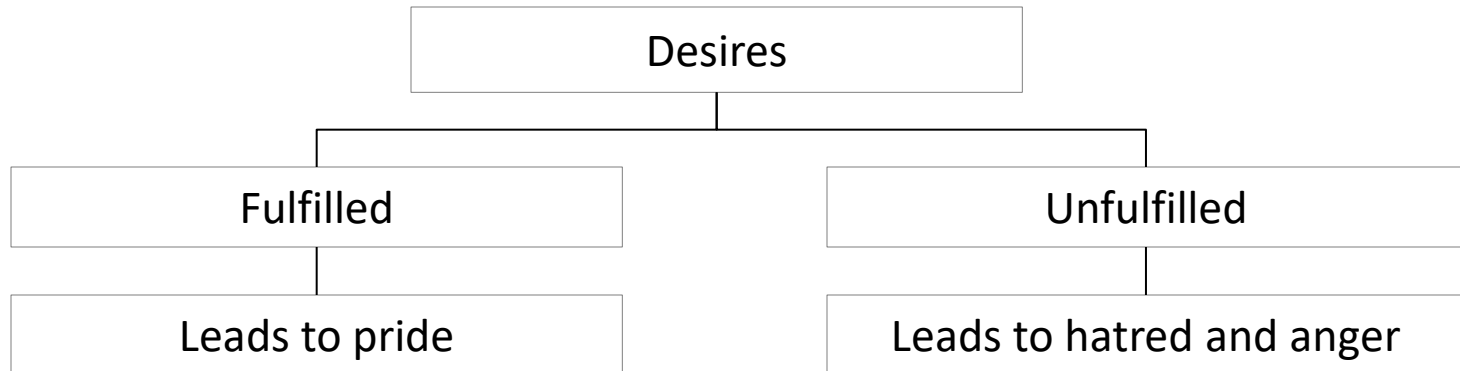 Desires
Fulfilled
Unfulfilled
Leads to pride
Leads to hatred and anger